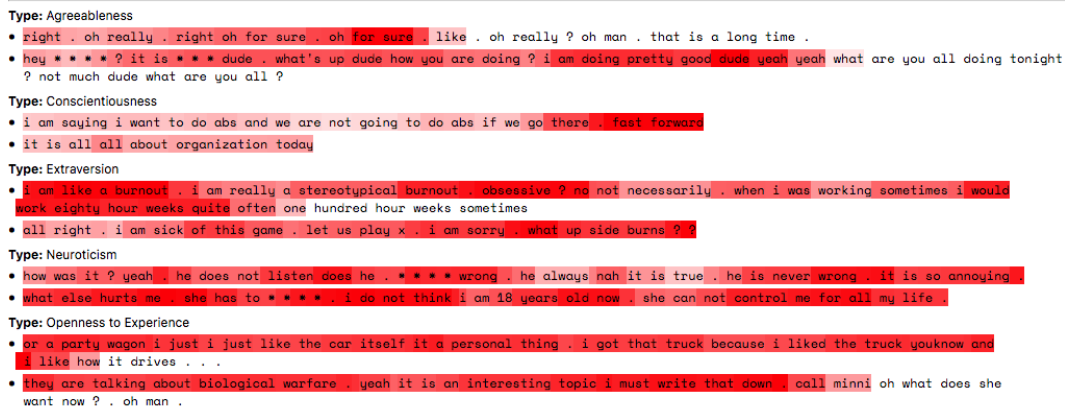 Type: Agreeableness
• right . oh really . right oh for sure . oh for sure . like . oh really ? oh man . that is a long time .
• hey * * * * ? it is * * * dude . what's up dude how you are doing ? i am doing pretty good dude yeah yeah what are you all doing tonight
? not much dude what are you all ?
Type: Conscientiousness
• i am saying i want to do abs and we are not going to do abs if we go there . fast forward
• it is all all about organization today
Type: Extraversion
• i am like a burnout . i am really a stereotypical burnout . obsessive ? no not necessarily . when i was working sometimes i would
work eighty hour weeks quite often one hundred hour weeks sometimes
• all right . i am sick of this game . let us play x . i am sorry . what up side burns ? ?
Type: Neuroticism
• how was it ? yeah . he does not listen does he . * * * * wrong . he always nah it is true . he is never wrong . it is so annoying .
• what else hurts me . she has to * * * * . i do not think i am 18 years old now . she can not control me for all my life .
Type: Openness to Experience
• or a party wagon i just i just like the car itself it a personal thing . i got that truck because i liked the truck youknow and
i like how it drives . . .
• they are talking about biological warfare . yeah it is an interesting topic i must write that down . call minni oh what does she
want now ? . oh man .